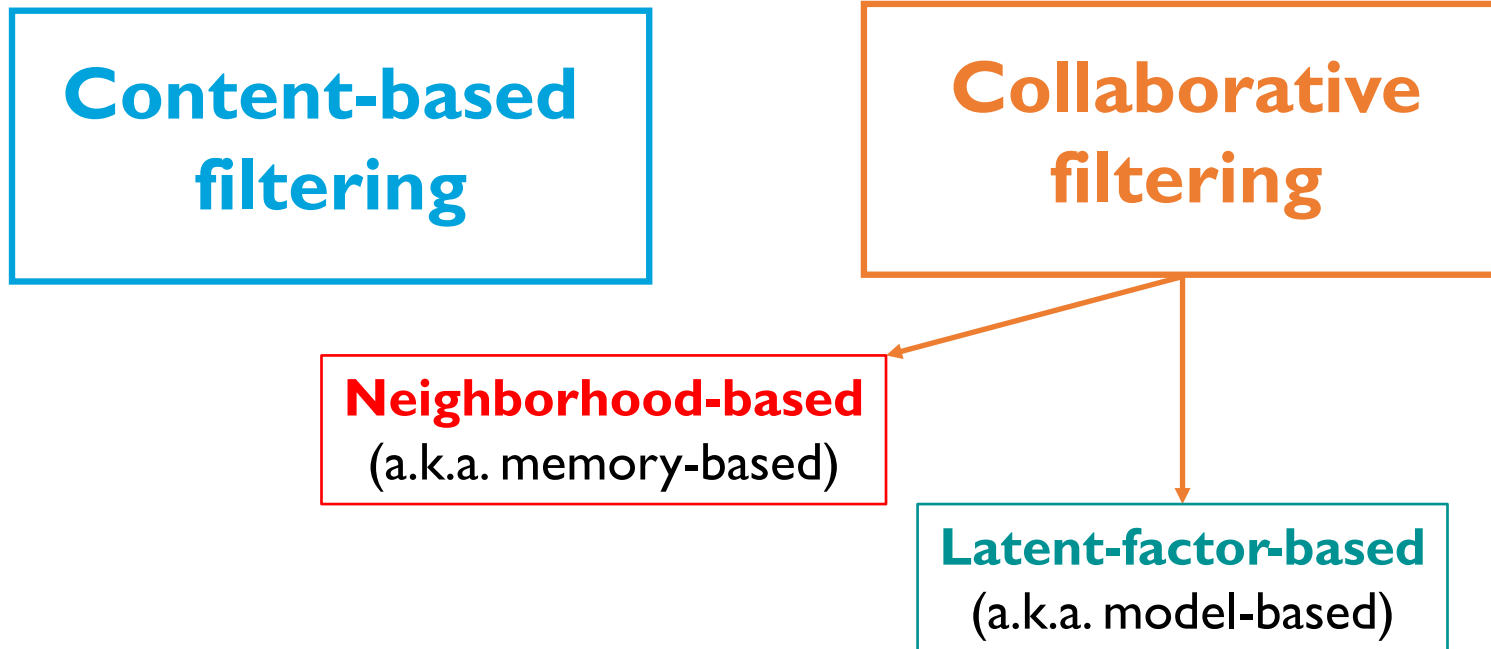 Content-based
filtering
Collaborative
filtering
Neighborhood-based
(a.k.a. memory-based)
Latent-factor-based
(a.k.a. model-based)